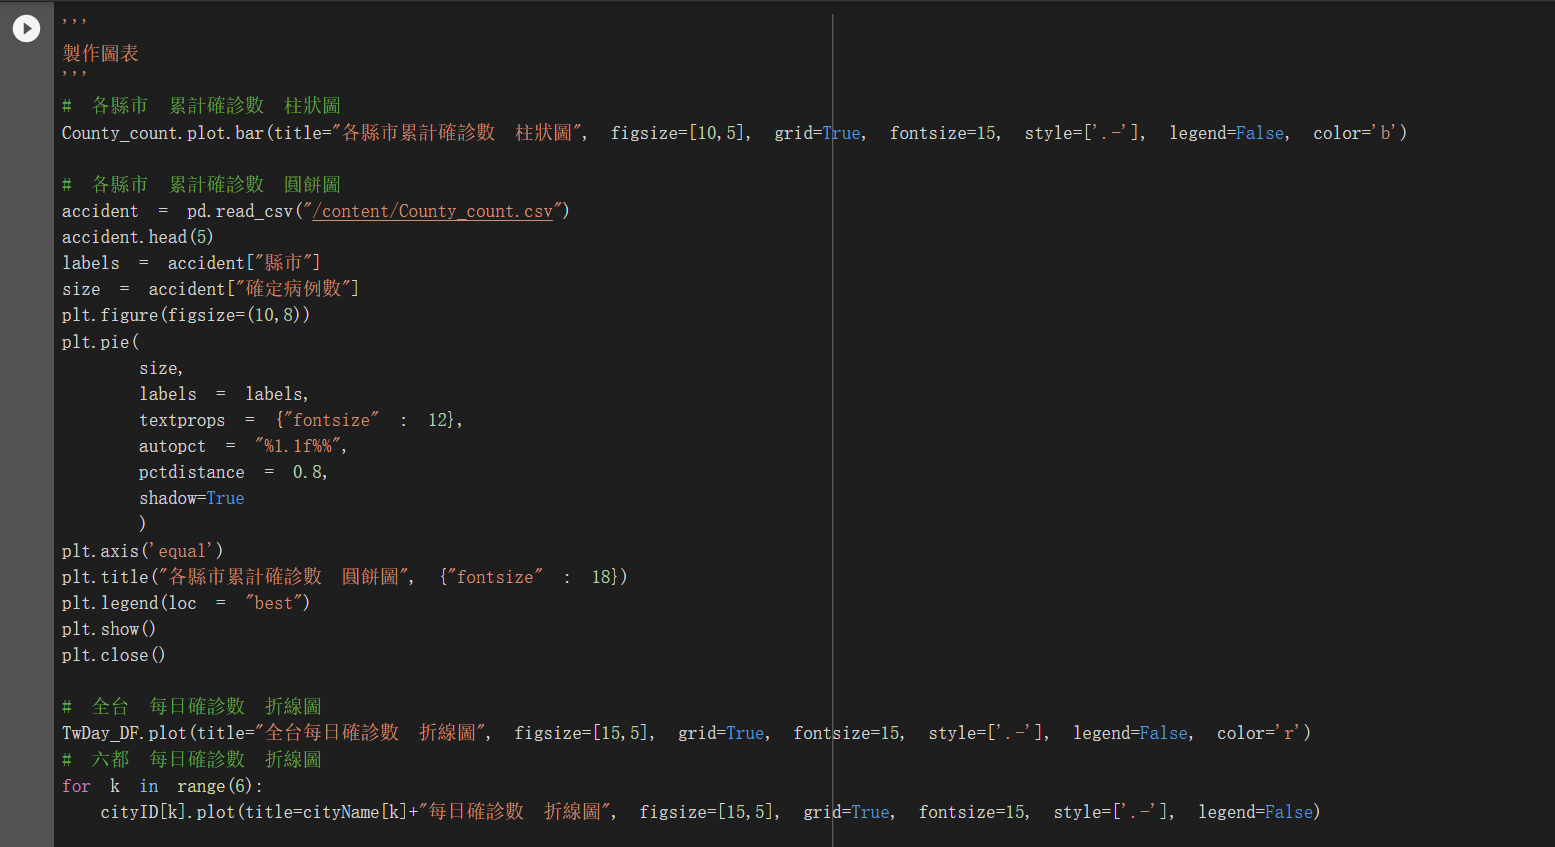 '''
製作圖表
'''
# 各縣市 累計確診數 柱狀圖
County_count.plot.bar(title="各縣市累計確診數 柱狀圖", figsize=[10,5], grid=True, fontsize=15, style=['.-'], legend=False, color='b')
# 各縣市 累計確診數 圓餅圖
accident = pd.read_csv("/content/County_count.csv")
accident.head(5)
labels = accident["縣市"]
size = accident["確定病例數"]
plt.figure(figsize=(10,8))
plt.pie(
size,
labels = labels,
textprops = {"fontsize" : 12},
autopct = "%1.1f%%",
pctdistance = 0.8,
shadow=True
)
plt.axis('equal')
plt.title("各縣市累計確診數 圓餅圖", {"fontsize" : 18})
plt.legend(loc = "best")
plt.show()
plt.close()
# 全台 每日確診數 折線圖
TwDay_DF.plot(title="全台每日確診數 折線圖", figsize=[15,5], grid=True, fontsize=15, style=['.-'], legend=False, color='r')
# 六都 每日確診數 折線圖
for k in range(6):
cityID[k].plot(title=cityName[k]+"每日確診數 折線圖", figsize=[15,5], grid=True, fontsize=15, style=['.-'], legend=False)